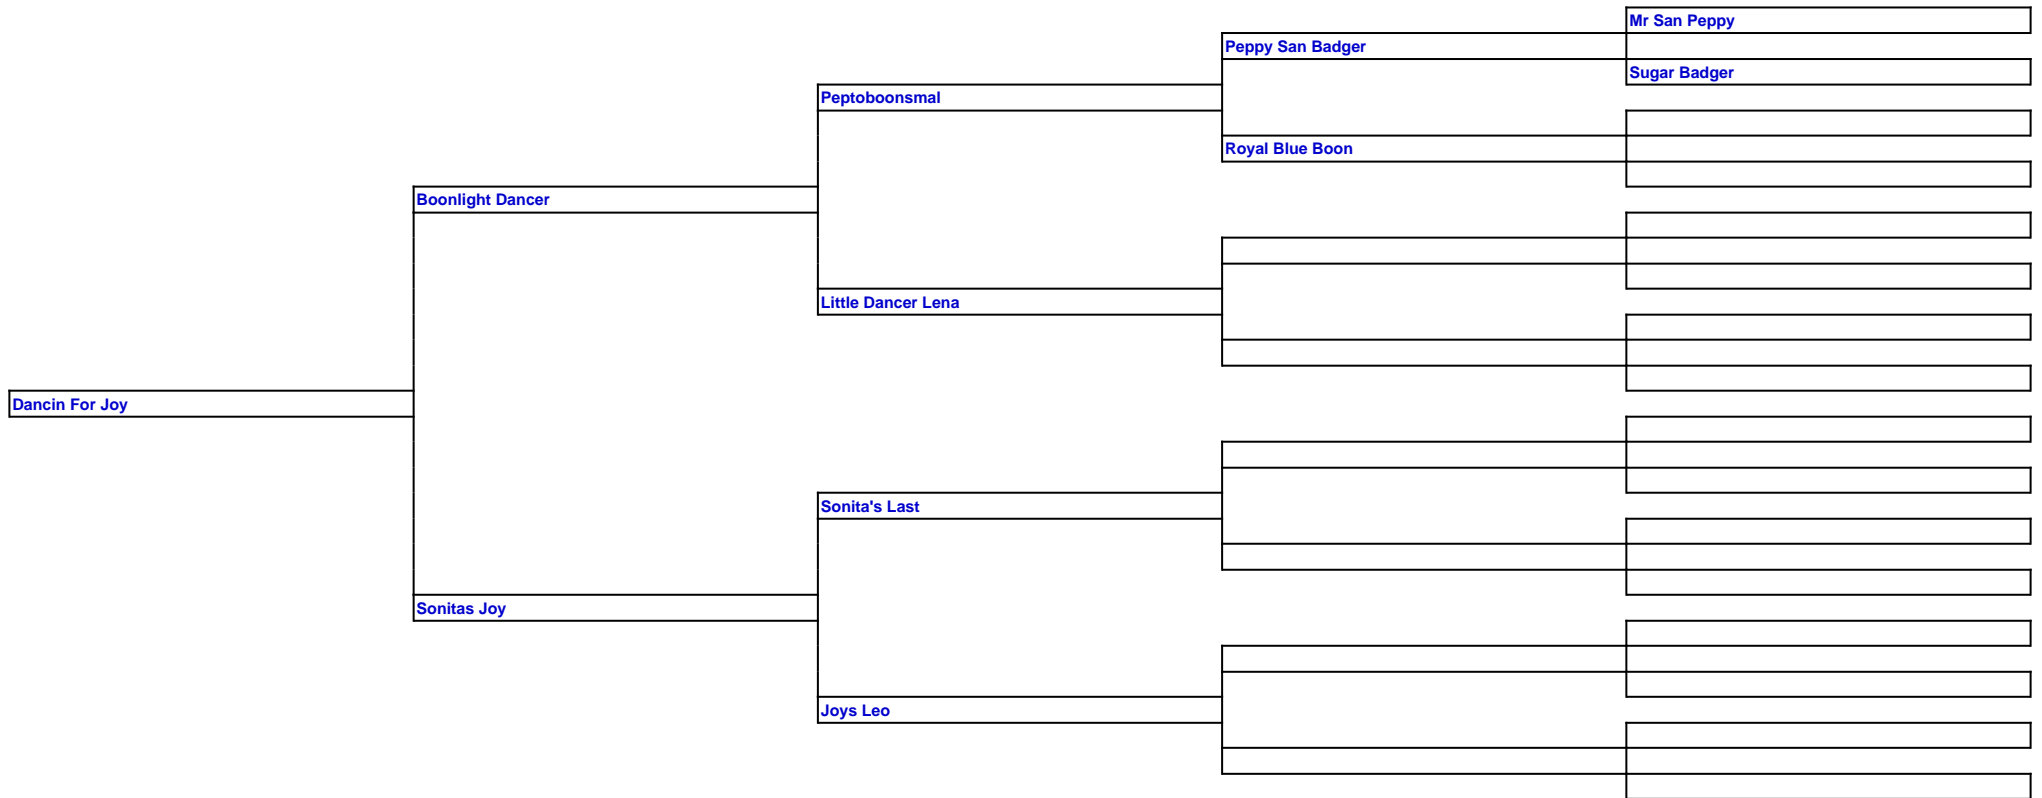 Mr San Peppy
Peppy San Badger
Sugar Badger
Peptoboonsmal
Royal Blue Boon
Boonlight Dancer
Little Dancer Lena
Dancin For Joy
Sonita's Last
Sonitas Joy
Joys Leo